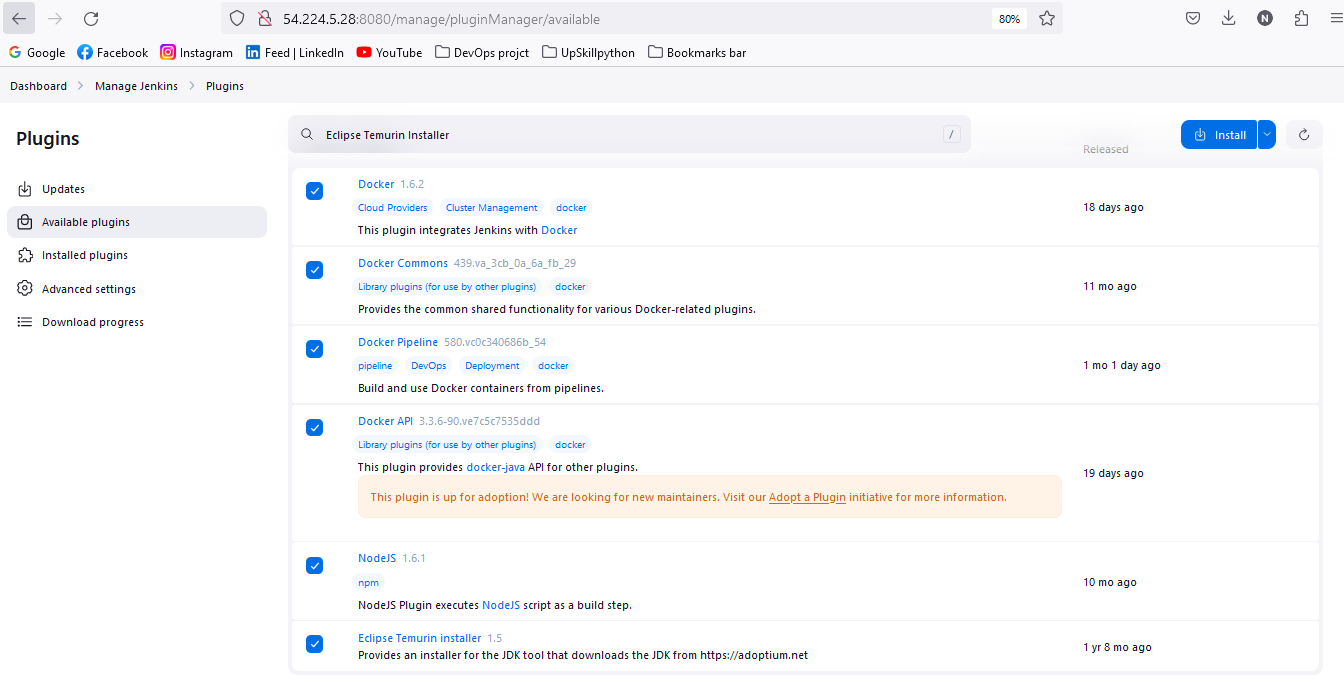 54.224.5.28:8080/manage/pluginManager/available 80%
Google Facebook Instagram Feed | LinkedIn YouTube DevOps projct UpSkillpython Bookmarks bar
N
Dashboard Manage Jenkins Plugins
Plugins
Updates
Available plugins
Installed plugins
Advanced settings
Download progress
Eclipse Temurin Installer /
Released
Install
Docker 1.6.2
Cloud Providers Cluster Management docker
This plugin integrates Jenkins with Docker
18 days ago
Docker Commons 439.va_3cb_0a_6a_fb_29
Library plugins (for use by other plugins) docker
Provides the common shared functionality for various Docker-related plugins.
11 mo ago
Docker Pipeline 580.vc0c340686b_54
pipeline DevOps Deployment docker
Build and use Docker containers from pipelines.
1 mo 1 day ago
Docker API 3.3.6-90.ve7c5c7535ddd
Library plugins (for use by other plugins) docker
This plugin provides docker-java API for other plugins.
This plugin is up for adoption! We are looking for new maintainers. Visit our Adopt a Plugin initiative for more information.
19 days ago
NodeJS 1.6.1
npm
NodeJS Plugin executes NodeJS script as a build step.
10 mo ago
Eclipse Temurin installer 1.5
Provides an installer for the JDK tool that downloads the JDK from https://adoptium.net
1 yr 8 mo ago